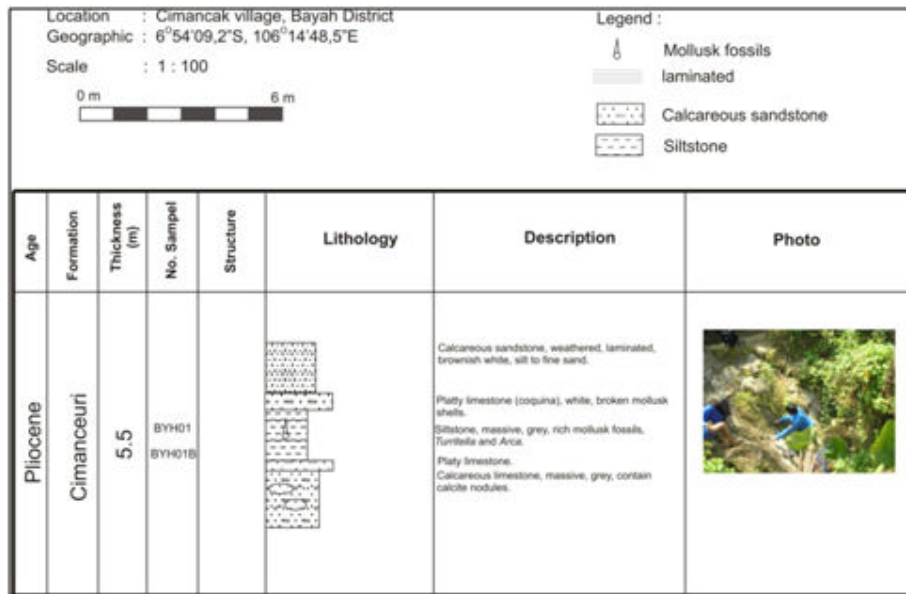 Location : Cimancak village, Bayah District
Geographic : 6°54'09,2"S, 106°14'48,5"E
Scale : 1 : 100
0 m 6 m
Legend :
Mollusk fossils
laminated
Calcareous sandstone
Siltstone
Age
Formation
Thickness
(m)
No. Sampel
Structure
Lithology
Description
Photo
Pliocene
Cimanceuri
5.5
BYH01
BYH01B
Calcareous sandstone, weathered, laminated,
brownish white, silt to fine sand.
Platty limestone (coquina), white, broken mollusk
shells.
Siltstone, massive, grey, rich mollusk fossils,
Turritella and Arca.
Platy limestone.
Calcareous limestone, massive, grey, contain
calcite nodules.